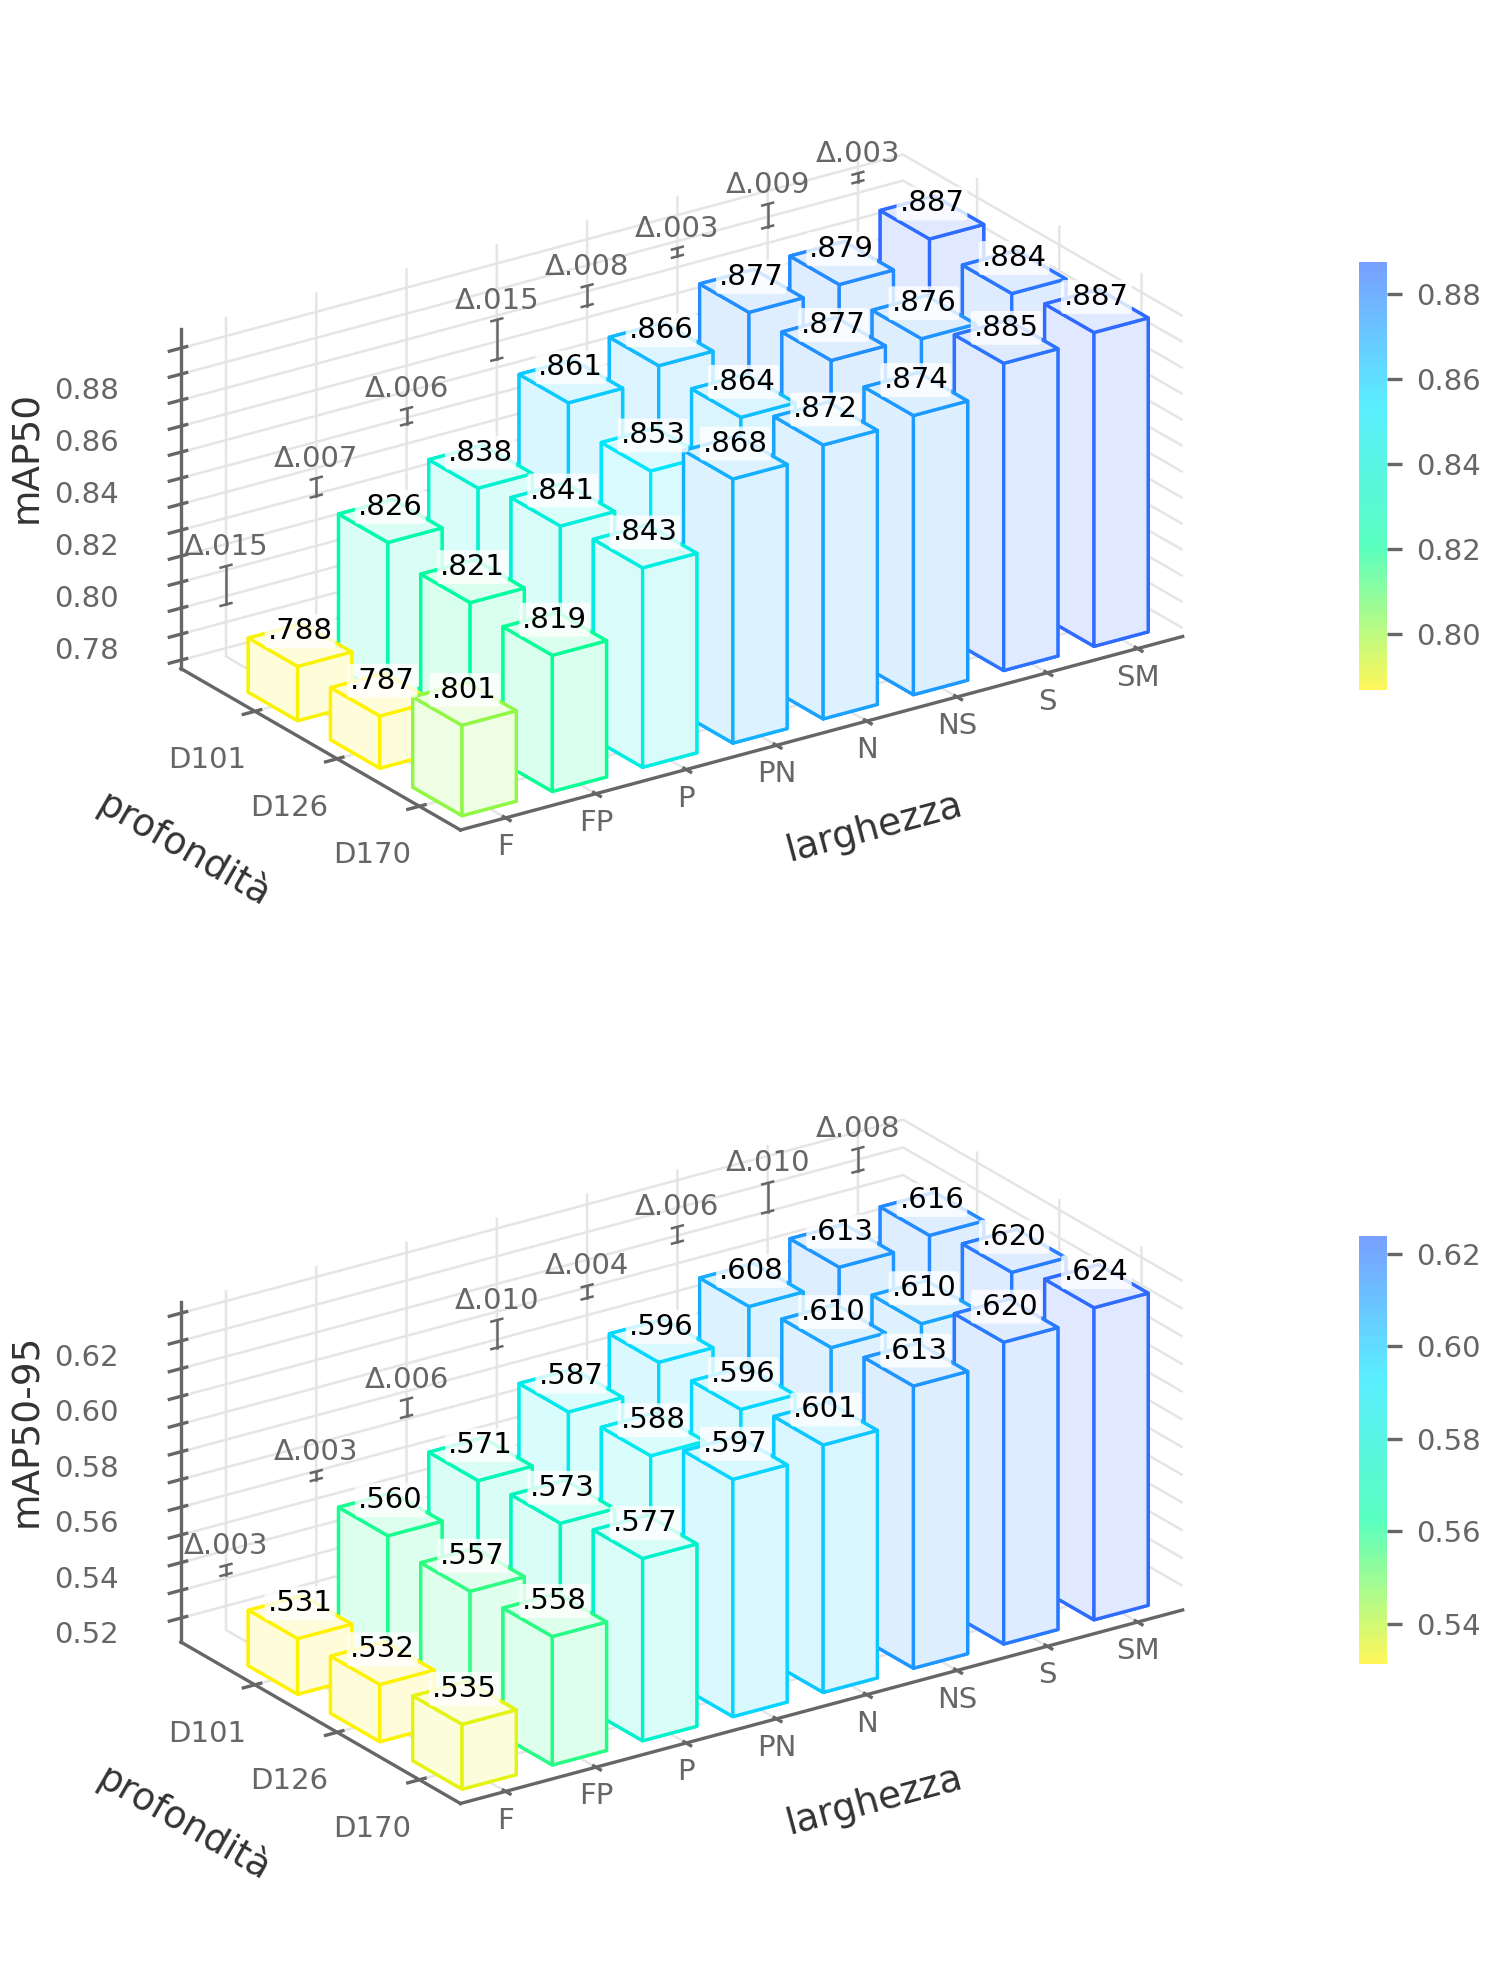 Δ.003
Δ.009
Δ.003
Δ.008
Δ.015
Δ.006
Δ.007
Δ.015
.887
.879
.884
.877
.876
.887
.866
.877
.885
.861
.864
.874
.838
.853
.872
.826
.841
.868
.788
.821
.843
.787
.819
.801
mAP50
0.88
0.86
0.84
0.82
0.80
0.78
D101
D126
D170
profondità
F
FP
P
PN
N
NS
S
SM
larghezza
0.88
0.86
0.84
0.82
0.80
Δ.008
Δ.010
Δ.006
Δ.004
Δ.010
Δ.006
Δ.003
Δ.003
.616
.613
.620
.608
.610
.624
.596
.610
.620
.587
.596
.613
.571
.588
.601
.560
.573
.597
.531
.557
.577
.532
.558
.535
mAP50-95
0.62
0.60
0.58
0.56
0.54
0.52
D101
D126
D170
profondità
F
FP
P
PN
N
NS
S
SM
larghezza
0.62
0.60
0.58
0.56
0.54